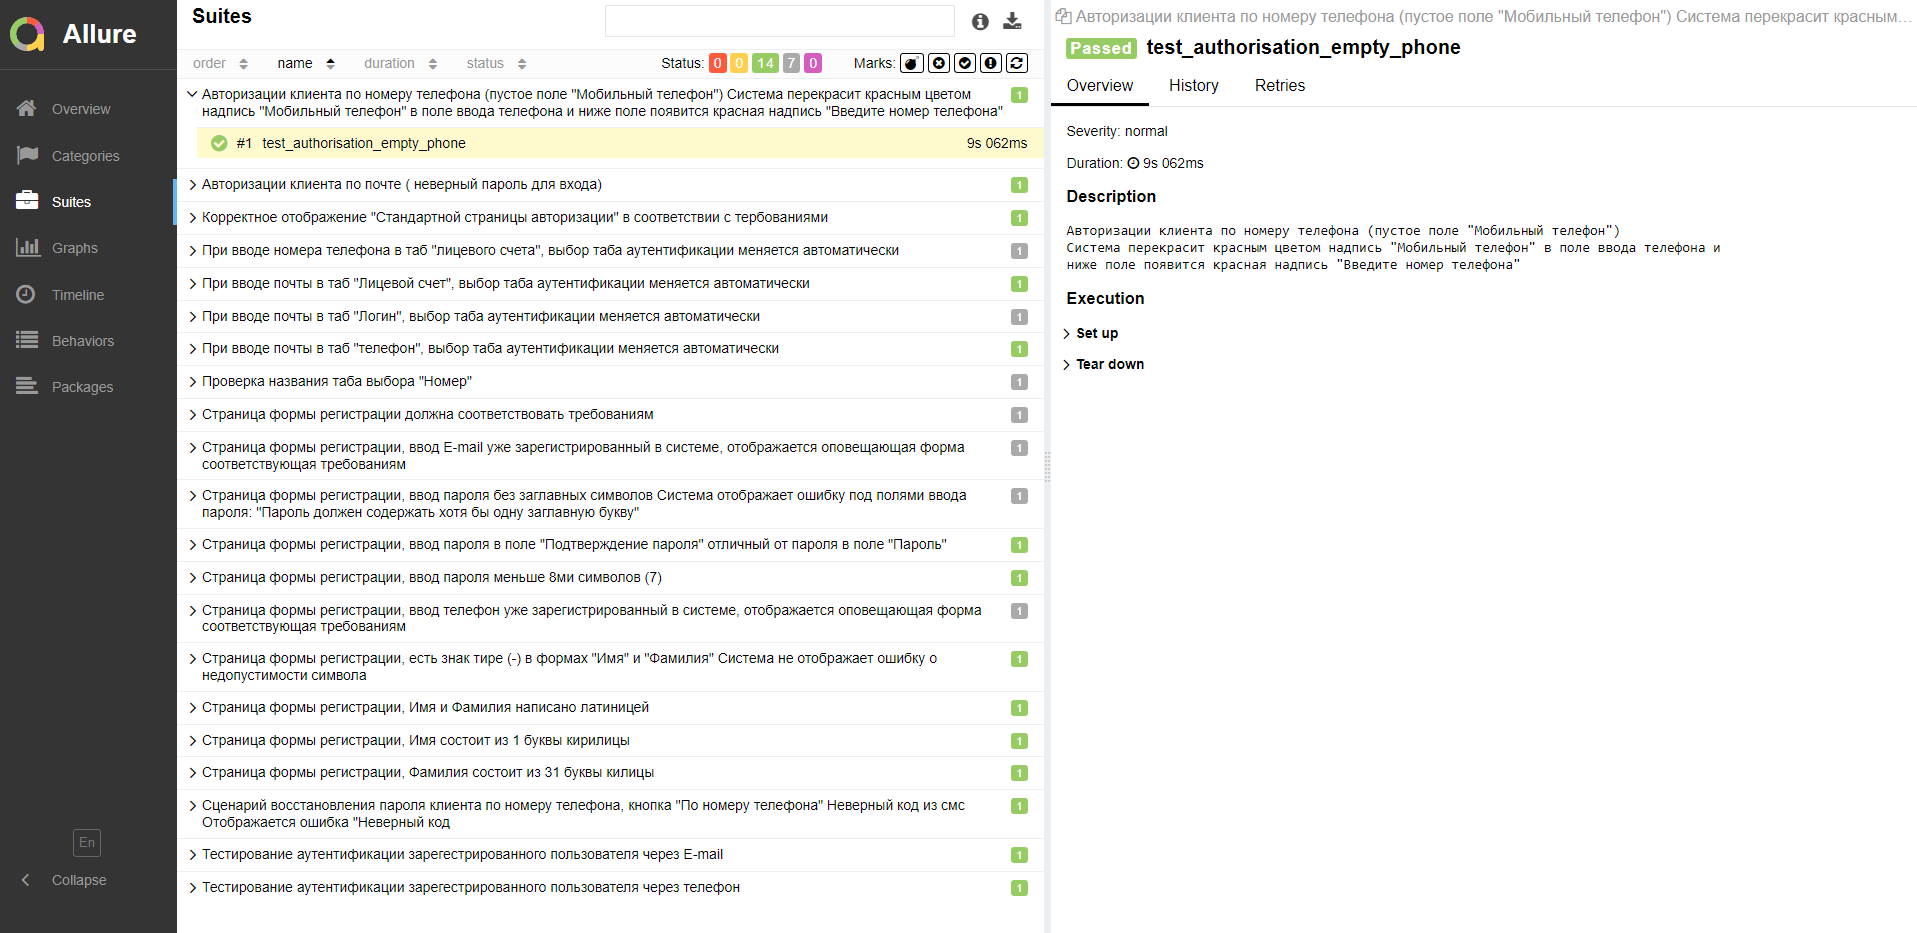 Allure
Overview
Categories
Suites
Graphs
Timeline
Behaviors
Packages
En
Collapse
Suites
order name duration status Status: 0 0 14 7 0 Marks:
Авторизации клиента по номеру телефона (пустое поле "Мобильный телефон") Система перекрасит красным цветом 1
надпись "Мобильный телефон" в поле ввода телефона и ниже поле появится красная надпись "Введите номер телефона"
#1 test_authorisation_empty_phone 9s 062ms
Авторизации клиента по почте ( неверный пароль для входа) 1
Корректное отображение "Стандартной страницы авторизации" в соответствии с тербованиями 1
При вводе номера телефона в таб "лицевого счета", выбор таба аутентификации меняется автоматически 1
При вводе почты в таб "Лицевой счет", выбор таба аутентификации меняется автоматически 1
При вводе почты в таб "Логин", выбор таба аутентификации меняется автоматически 1
При вводе почты в таб "телефон", выбор таба аутентификации меняется автоматически 1
Проверка названия таба выбора "Номер" 1
Страница формы регистрации должна соответствовать требованиям 1
Страница формы регистрации, ввод E-mail уже зарегистрированный в системе, отображается оповещающая форма 1
соответствующая требованиям
Страница формы регистрации, ввод пароля без заглавных символов Система отображает ошибку под полями ввода 1
пароля: "Пароль должен содержать хотя бы одну заглавную букву"
Страница формы регистрации, ввод пароля в поле "Подтверждение пароля" отличный от пароля в поле "Пароль" 1
Страница формы регистрации, ввод пароля меньше 8ми символов (7) 1
Страница формы регистрации, ввод телефон уже зарегистрированный в системе, отображается оповещающая форма 1
соответствующая требованиям
Страница формы регистрации, есть знак тире (-) в формах "Имя" и "Фамилия" Система не отображает ошибку о 1
недопустимости символа
Страница формы регистрации, Имя и Фамилия написано латиницей 1
Страница формы регистрации, Имя состоит из 1 буквы кирилицы 1
Страница формы регистрации, Фамилия состоит из 31 буквы килицы 1
Сценарий восстановления пароля клиента по номеру телефона, кнопка "По номеру телефона" Неверный код из смс 1
Отображается ошибка "Неверный код
Тестирование аутентификации зарегестрированного пользователя через E-mail 1
Тестирование аутентификации зарегестрированного пользователя через телефон 1
Авторизации клиента по номеру телефона (пустое поле "Мобильный телефон") Система перекрасит красным...
Passed test_authorisation_empty_phone
Overview History Retries
Severity: normal
Duration: 9s 062ms
Description
Авторизации клиента по номеру телефона (пустое поле "Мобильный телефон")
Система перекрасит красным цветом надпись "Мобильный телефон" в поле ввода телефона и
ниже поле появится красная надпись "Введите номер телефона"
Execution
Set up
Tear down